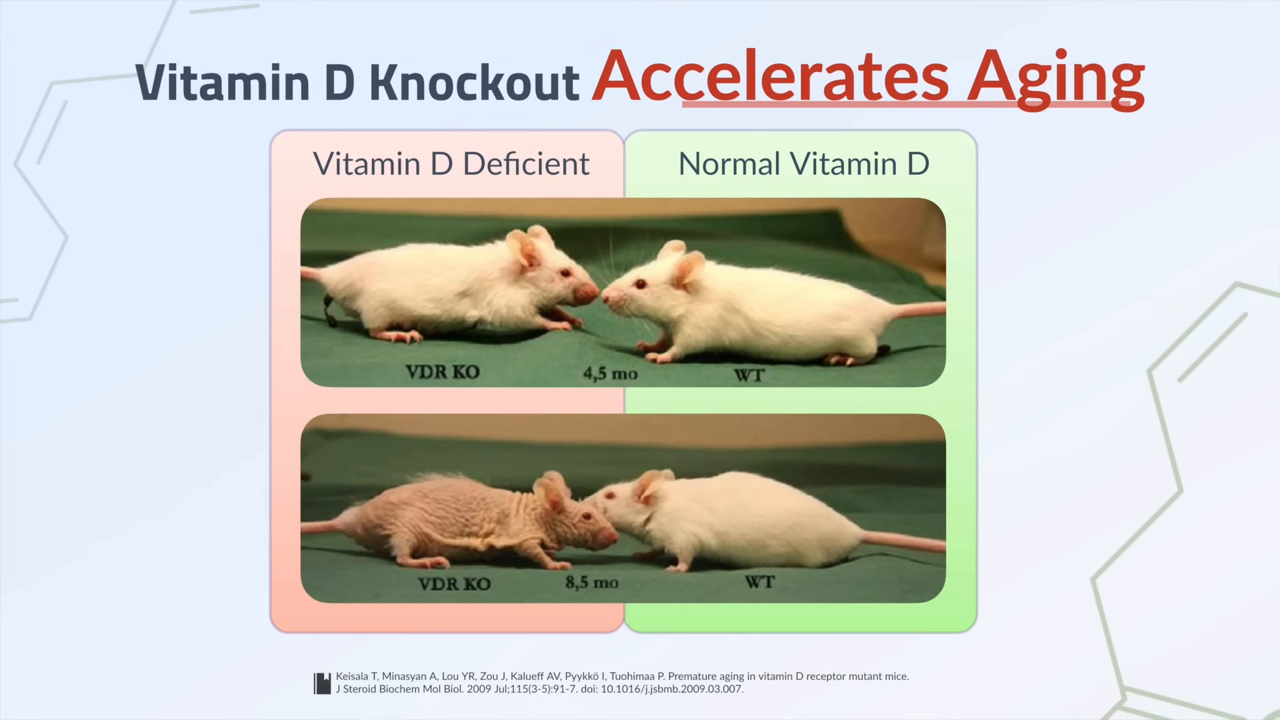 Vitamin D Knockout Accelerates Aging
Vitamin D Deficient
Normal Vitamin D
VDR KO 4,5 mo WT
VDR KO 8,5 mo WT
Keisala T, Minasyan A, Lou YR, Zou J, Kalueff AV, Pyykkö I, Tuohimaa P. Premature aging in vitamin D receptor mutant mice.
J Steroid Biochem Mol Biol. 2009 Jul;115(3-5):91-7. doi: 10.1016/j.jsbmb.2009.03.007.